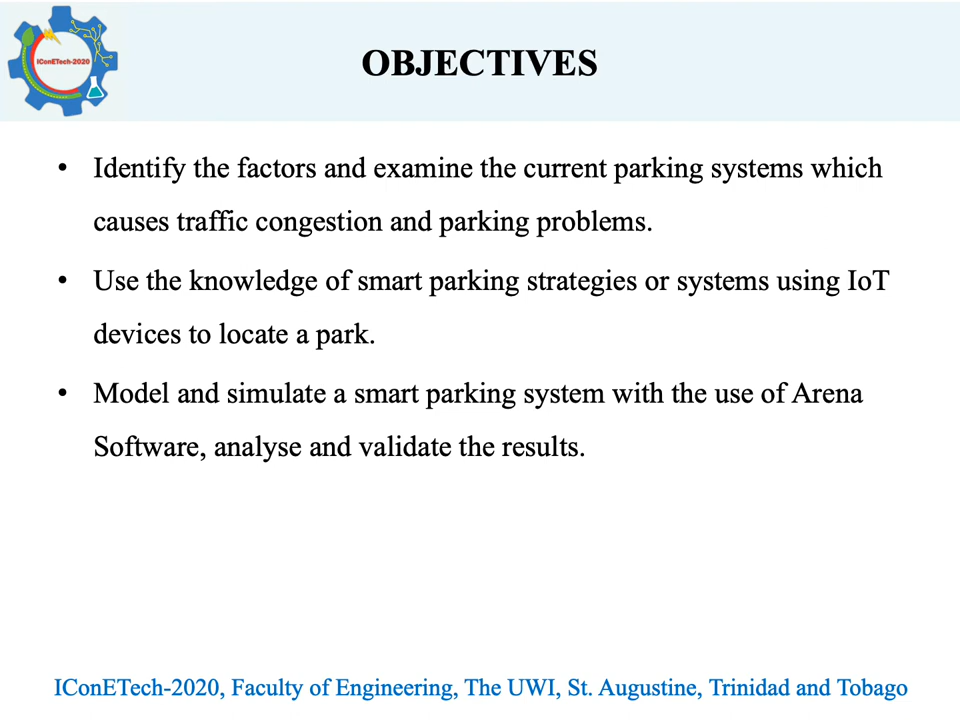 IConETech-2020
OBJECTIVES
• Identify the factors and examine the current parking systems which
causes traffic congestion and parking problems.
• Use the knowledge of smart parking strategies or systems using IoT
devices to locate a park.
• Model and simulate a smart parking system with the use of Arena
Software, analyse and validate the results.
IConETech-2020, Faculty of Engineering, The UWI, St. Augustine, Trinidad and Tobago